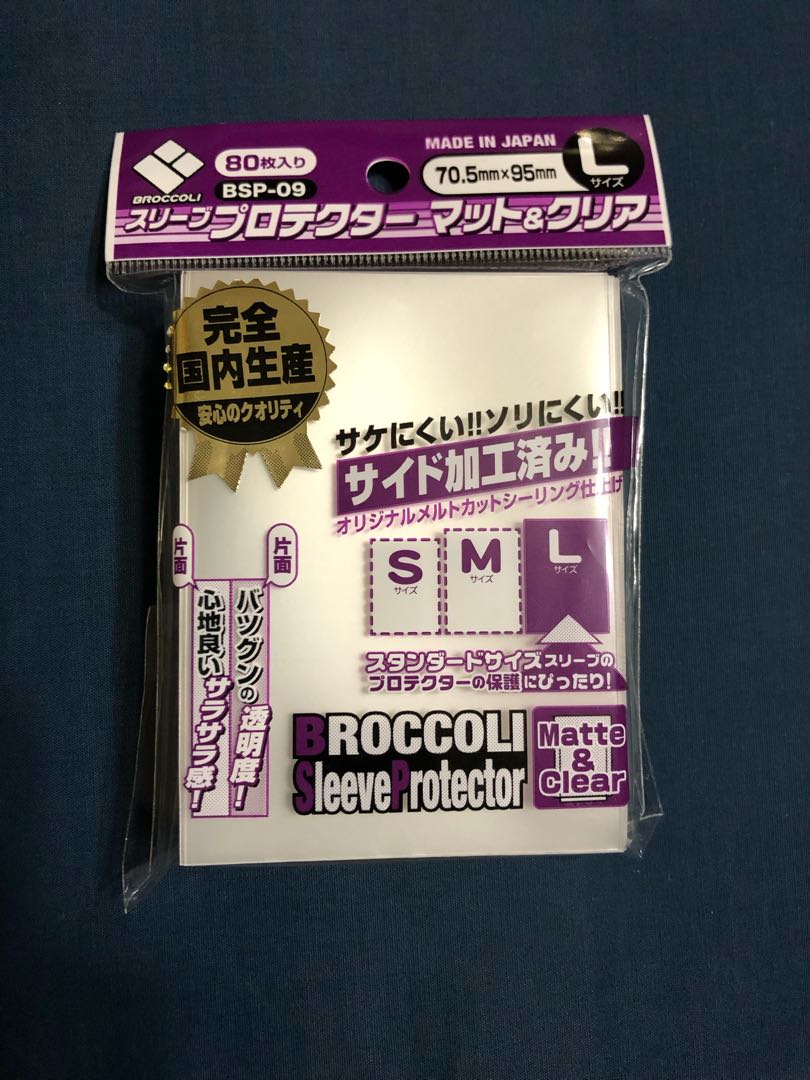 BROCCOLI
80枚入り
BSP-09
MADE IN JAPAN
70.5mm×95mm
L
サイズ
スリーブプロテクター マット&クリア
完全
国内生産
安心のクオリティ
サケにくい!!ソリにくい!!
サイド加工済み!!
オリジナルメルトカットシーリング仕上げ
S
サイズ
M
サイズ
L
サイズ
スタンダードサイズスリーブの
プロテクターの保護にぴったり!
片面
バツグンの透明度!
片面
心地良いサラサラ感!
BROCCOLI
SleeveProtector
Matte
&
Clear